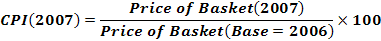 CPI(2007) = Price of Basket(2007) / Price of Basket(Base = 2006) × 100